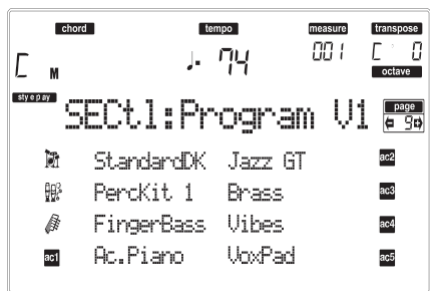 chord tempo measure transpose
C M ♩. 74 001 C 0
octave
style play SECtl:Program V1 page 9
StandardDK Jazz GT ac2
PercKit 1 Brass ac3
FingerBass Vibes ac4
ac1 Ac.Piano VoxPad ac5